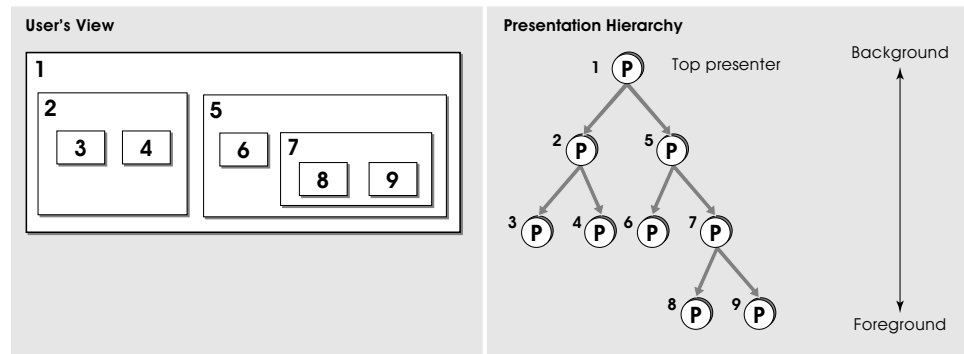 User's View
1
2
3 4
5
6
7
8 9
Presentation Hierarchy
1 P Top presenter
2 P 5 P
3 P 4 P 6 P 7 P
8 P 9 P
Background
Foreground